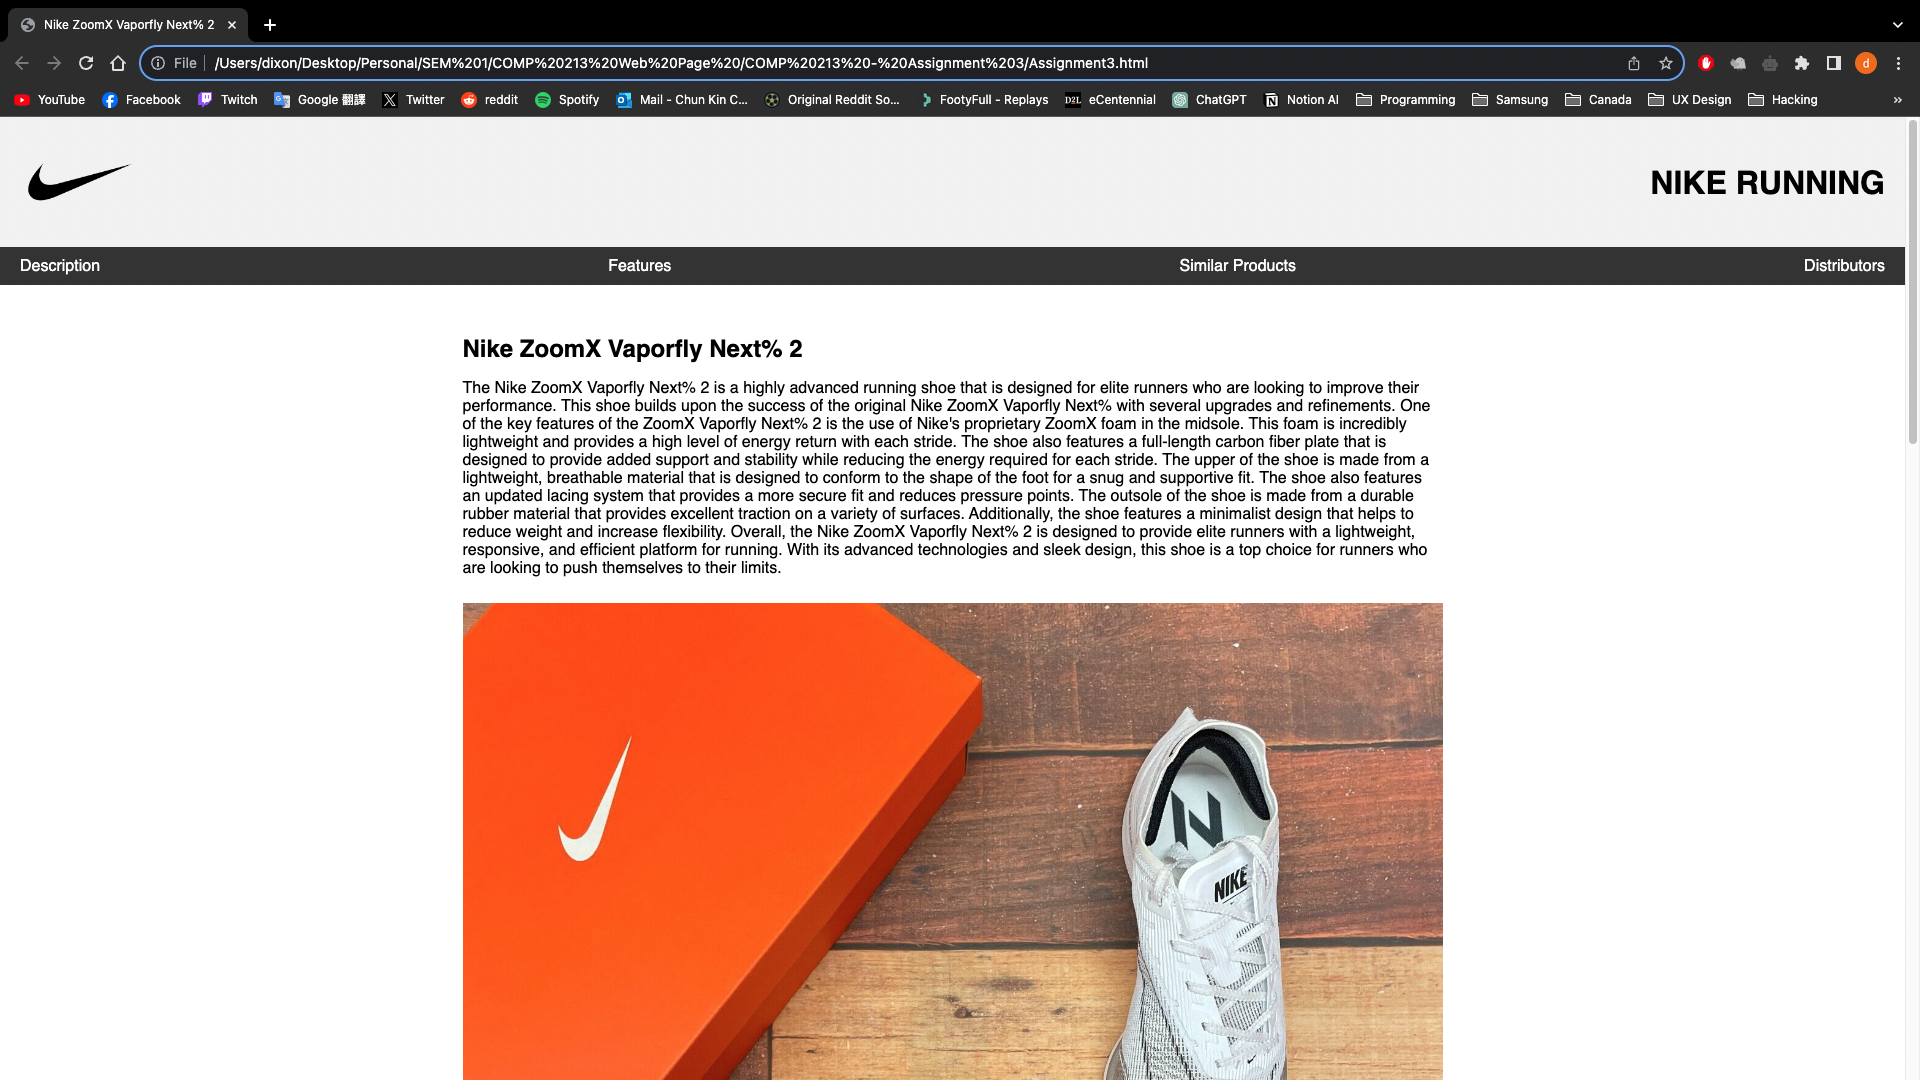 Nike ZoomX Vaporfly Next% 2
File /Users/dixon/Desktop/Personal/SEM%201/COMP%20213%20Web%20Page%20/COMP%20213%20-%20Assignment%203/Assignment3.html d
YouTube Facebook Twitch Google 翻譯 Twitter reddit Spotify Mail - Chun Kin C... Original Reddit So... FootyFull - Replays D2L eCentennial ChatGPT Notion AI Programming Samsung Canada UX Design Hacking »
NIKE RUNNING
Description Features Similar Products Distributors
Nike ZoomX Vaporfly Next% 2
The Nike ZoomX Vaporfly Next% 2 is a highly advanced running shoe that is designed for elite runners who are looking to improve their
performance. This shoe builds upon the success of the original Nike ZoomX Vaporfly Next% with several upgrades and refinements. One
of the key features of the ZoomX Vaporfly Next% 2 is the use of Nike's proprietary ZoomX foam in the midsole. This foam is incredibly
lightweight and provides a high level of energy return with each stride. The shoe also features a full-length carbon fiber plate that is
designed to provide added support and stability while reducing the energy required for each stride. The upper of the shoe is made from a
lightweight, breathable material that is designed to conform to the shape of the foot for a snug and supportive fit. The shoe also features
an updated lacing system that provides a more secure fit and reduces pressure points. The outsole of the shoe is made from a durable
rubber material that provides excellent traction on a variety of surfaces. Additionally, the shoe features a minimalist design that helps to
reduce weight and increase flexibility. Overall, the Nike ZoomX Vaporfly Next% 2 is designed to provide elite runners with a lightweight,
responsive, and efficient platform for running. With its advanced technologies and sleek design, this shoe is a top choice for runners who
are looking to push themselves to their limits.
N
NIKE